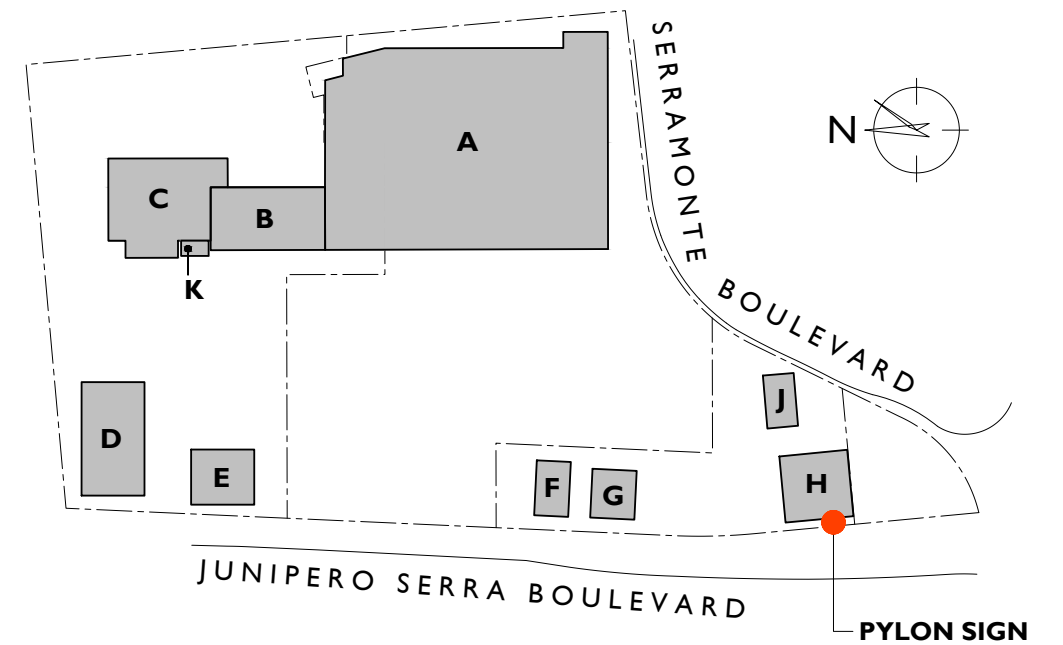 SERRAMONTE BOULEVARD
N
A
C
B
K
D
E
F
G
J
H
JUNIPERO SERRA BOULEVARD
PYLON SIGN